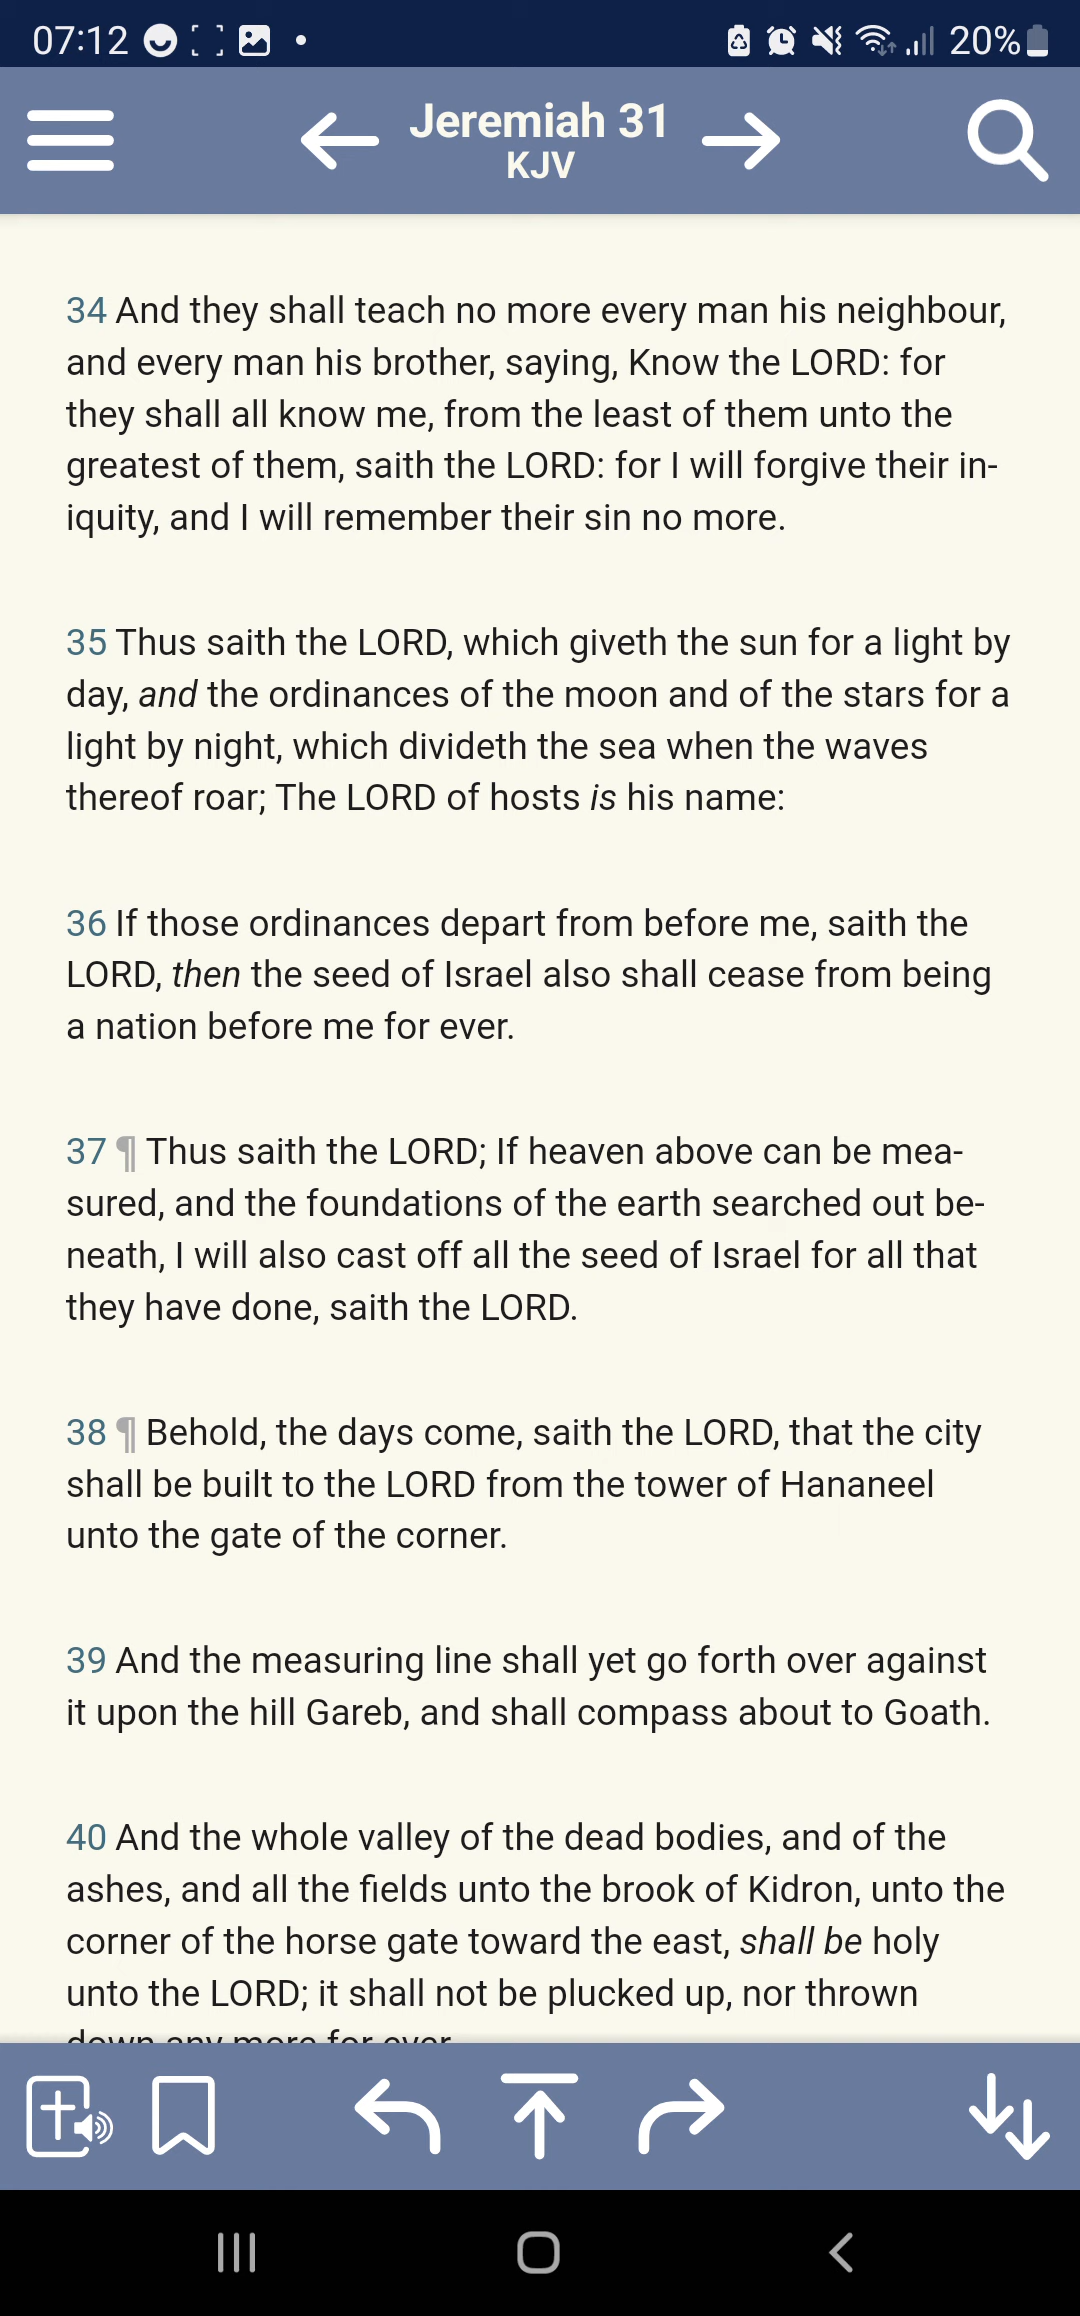 07:12
20%
Jeremiah 31
KJV
34 And they shall teach no more every man his neighbour,
and every man his brother, saying, Know the LORD: for
they shall all know me, from the least of them unto the
greatest of them, saith the LORD: for I will forgive their in-
iquity, and I will remember their sin no more.
35 Thus saith the LORD, which giveth the sun for a light by
day, and the ordinances of the moon and of the stars for a
light by night, which divideth the sea when the waves
thereof roar; The LORD of hosts is his name:
36 If those ordinances depart from before me, saith the
LORD, then the seed of Israel also shall cease from being
a nation before me for ever.
37 ¶ Thus saith the LORD; If heaven above can be mea-
sured, and the foundations of the earth searched out be-
neath, I will also cast off all the seed of Israel for all that
they have done, saith the LORD.
38 ¶ Behold, the days come, saith the LORD, that the city
shall be built to the LORD from the tower of Hananeel
unto the gate of the corner.
39 And the measuring line shall yet go forth over against
it upon the hill Gareb, and shall compass about to Goath.
40 And the whole valley of the dead bodies, and of the
ashes, and all the fields unto the brook of Kidron, unto the
corner of the horse gate toward the east, shall be holy
unto the LORD; it shall not be plucked up, nor thrown
down any more for ever